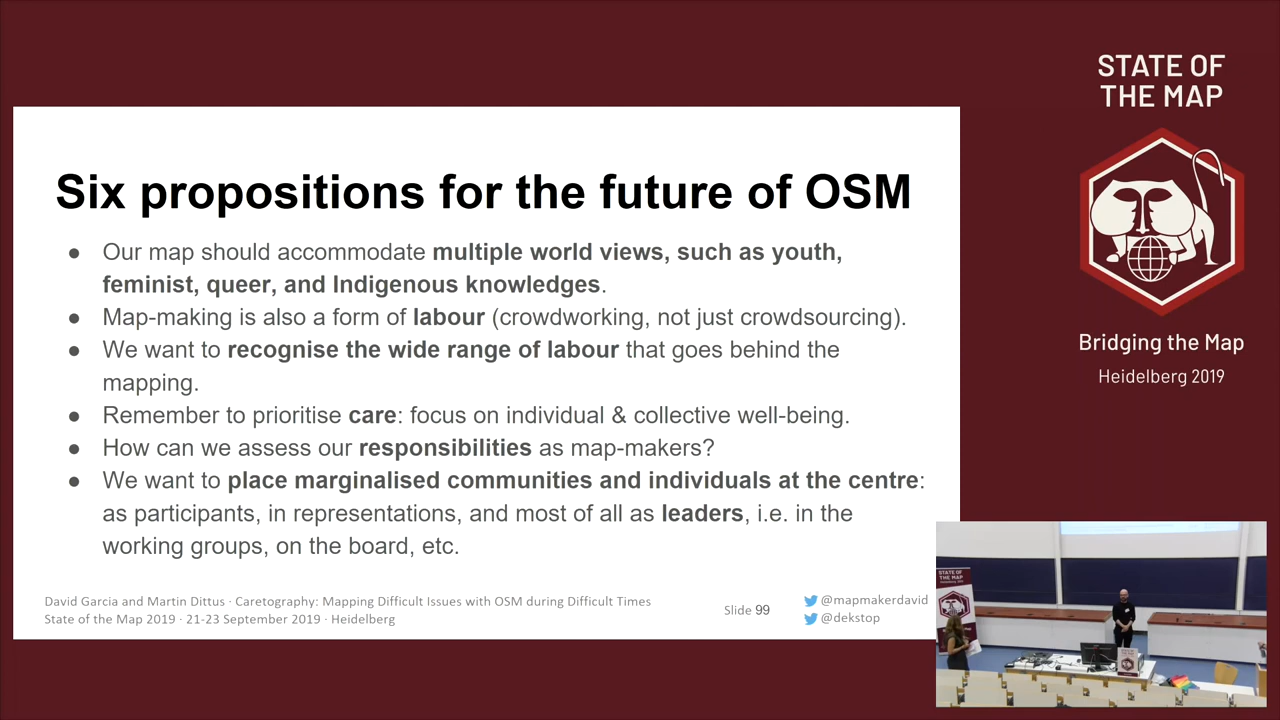 STATE OF
THE MAP
Six propositions for the future of OSM
● Our map should accommodate multiple world views, such as youth,
feminist, queer, and Indigenous knowledges.
● Map-making is also a form of labour (crowdworking, not just crowdsourcing).
● We want to recognise the wide range of labour that goes behind the
mapping.
● Remember to prioritise care: focus on individual & collective well-being.
● How can we assess our responsibilities as map-makers?
● We want to place marginalised communities and individuals at the centre:
as participants, in representations, and most of all as leaders, i.e. in the
working groups, on the board, etc.
David Garcia and Martin Dittus · Caretography: Mapping Difficult Issues with OSM during Difficult Times
State of the Map 2019 · 21-23 September 2019 · Heidelberg
Slide 99
@mapmakerdavid
@dekstop
Bridging the Map
Heidelberg 2019
STATE OF
THE MAP